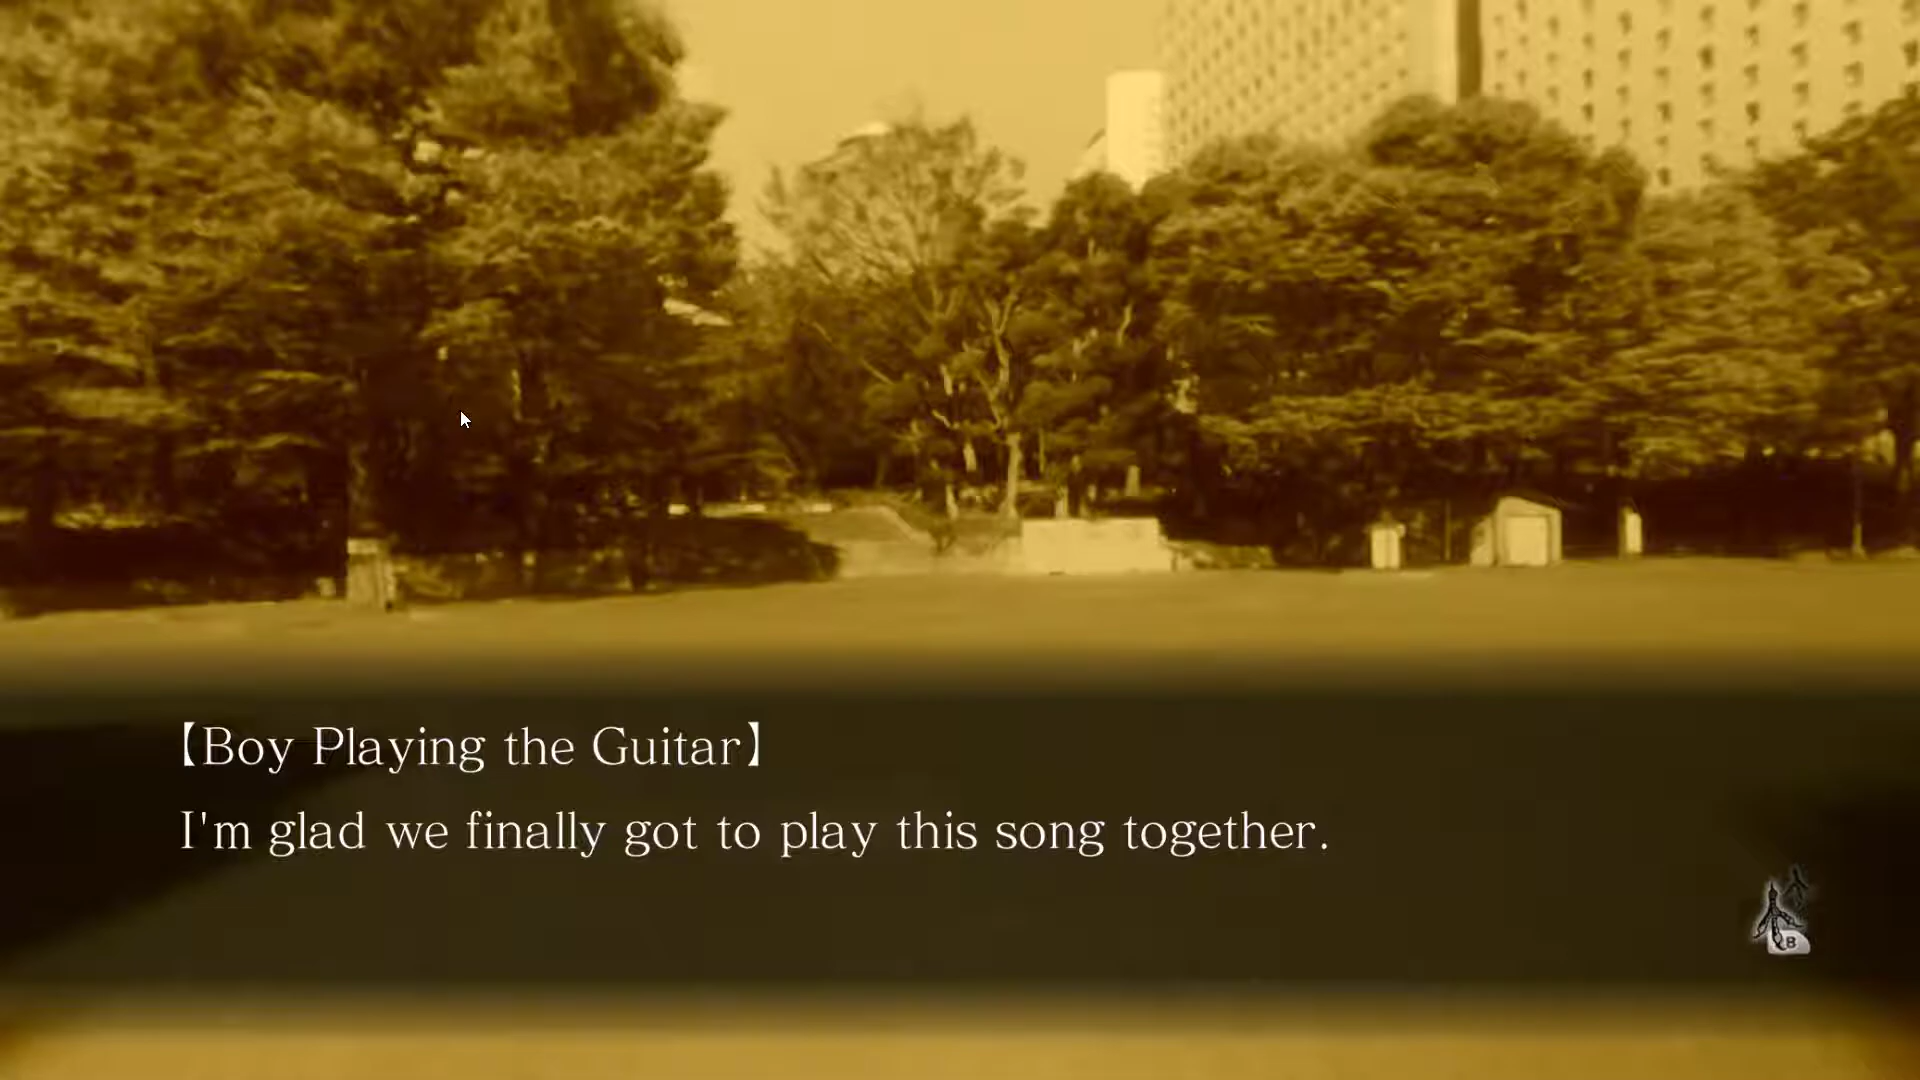 【Boy Playing the Guitar】
I'm glad we finally got to play this song together.
B